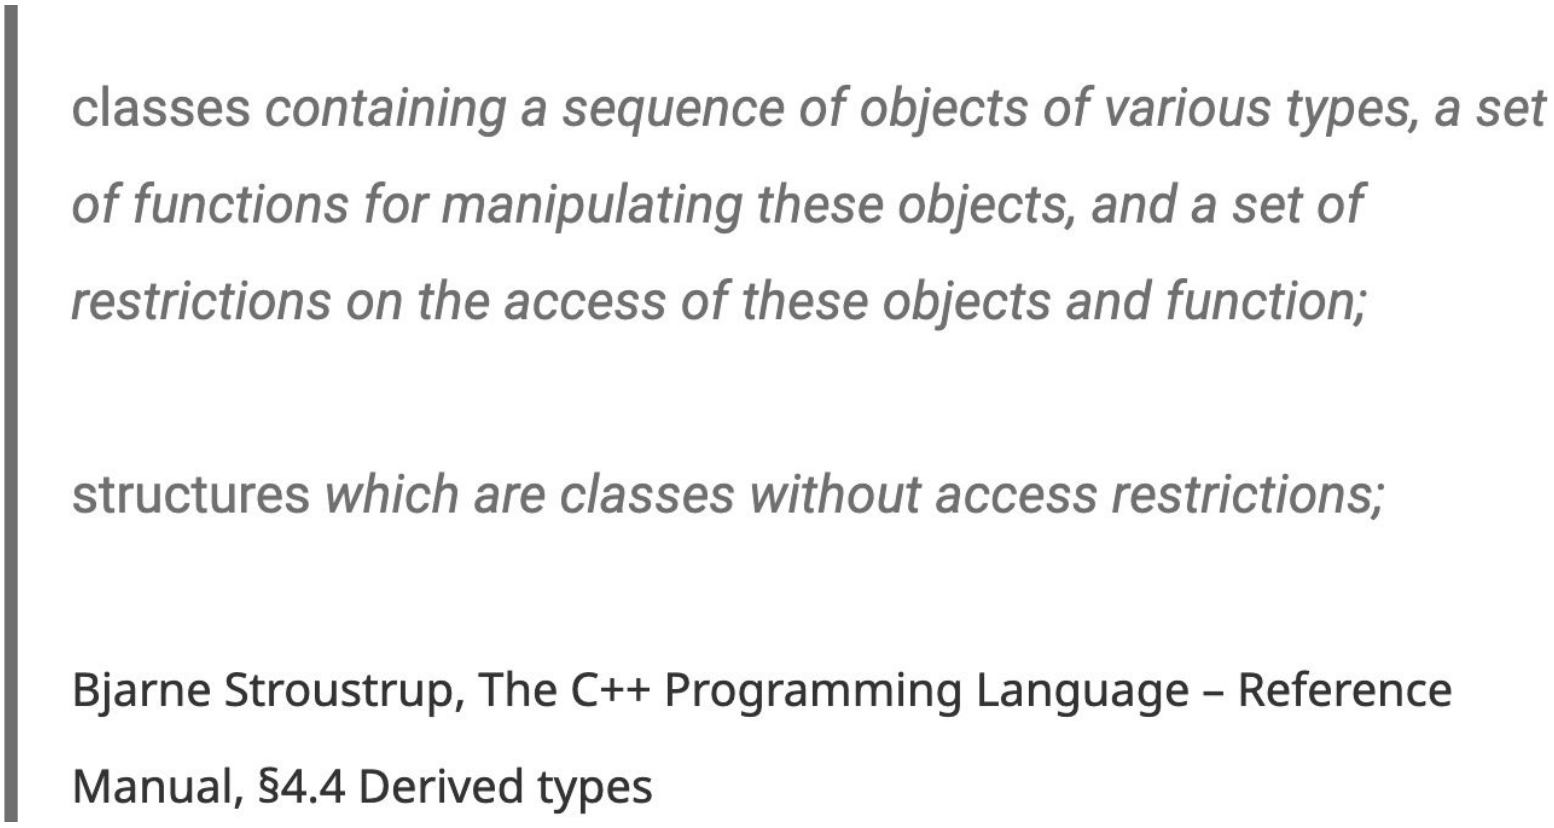 classes containing a sequence of objects of various types, a set
of functions for manipulating these objects, and a set of
restrictions on the access of these objects and function;
structures which are classes without access restrictions;
Bjarne Stroustrup, The C++ Programming Language – Reference
Manual, §4.4 Derived types